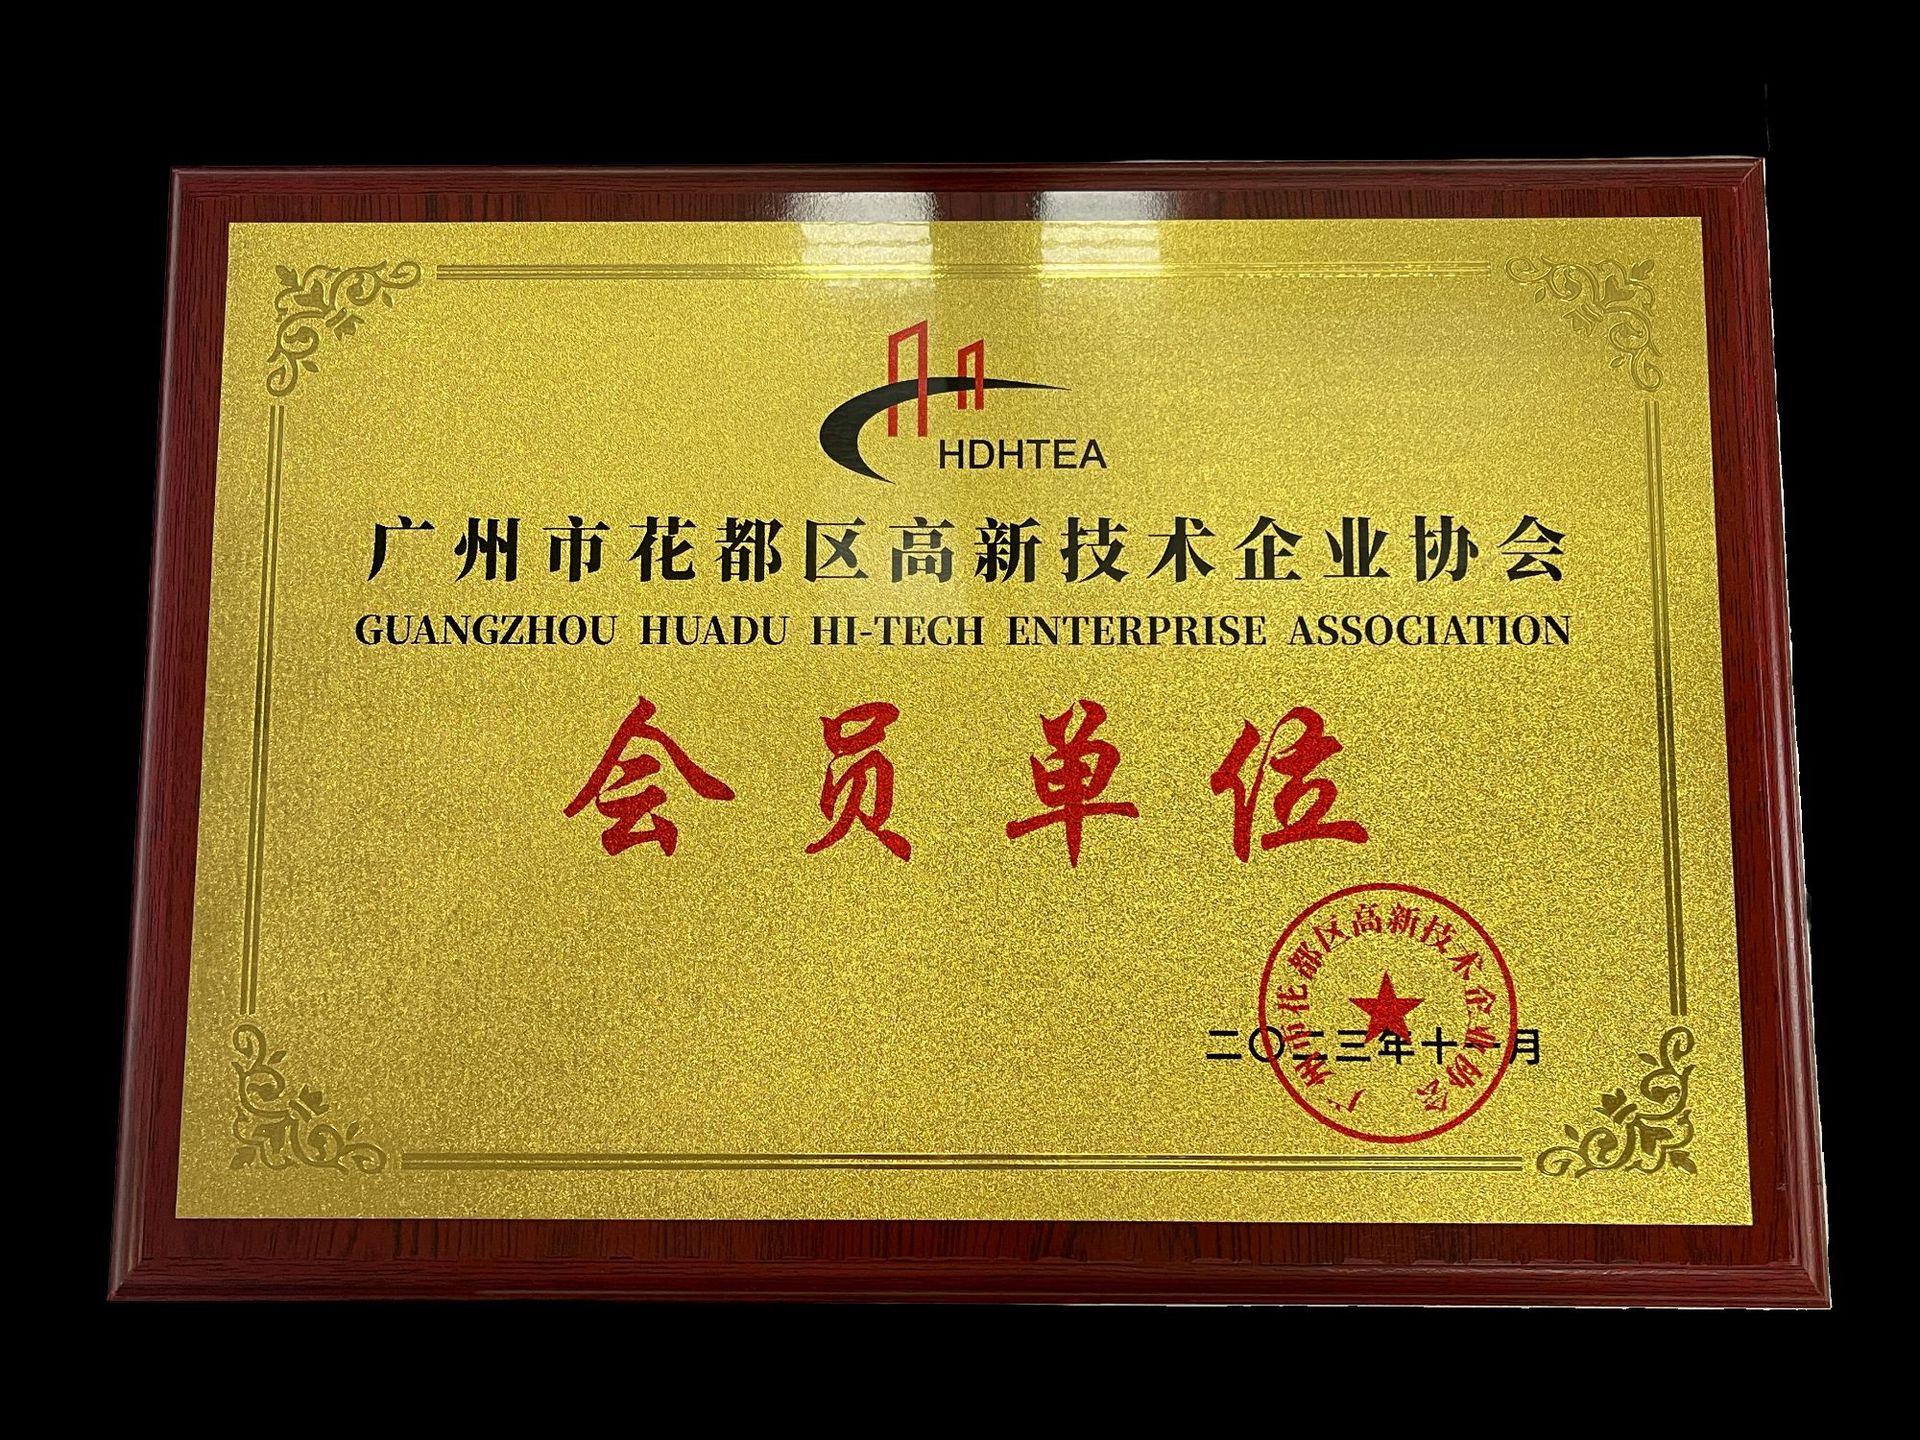 HDHTEA
广州市花都区高新技术企业协会
GUANGZHOU HUADU HI-TECH ENTERPRISE ASSOCIATION
会员单位
广州市花都区高新技术企业协会
二〇二三年十一月